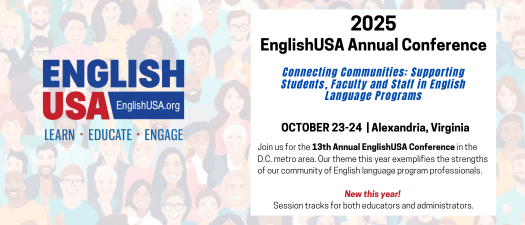 ENGLISH
USA
EnglishUSA.org
LEARN • EDUCATE • ENGAGE
2025
EnglishUSA Annual Conference
Connecting Communities: Supporting
Students, Faculty and Staff in English
Language Programs
OCTOBER 23-24 | Alexandria, Virginia
Join us for the 13th Annual EnglishUSA Conference in the
D.C. metro area. Our theme this year exemplifies the strengths
of our community of English language program professionals.
New this year!
Session tracks for both educators and administrators.